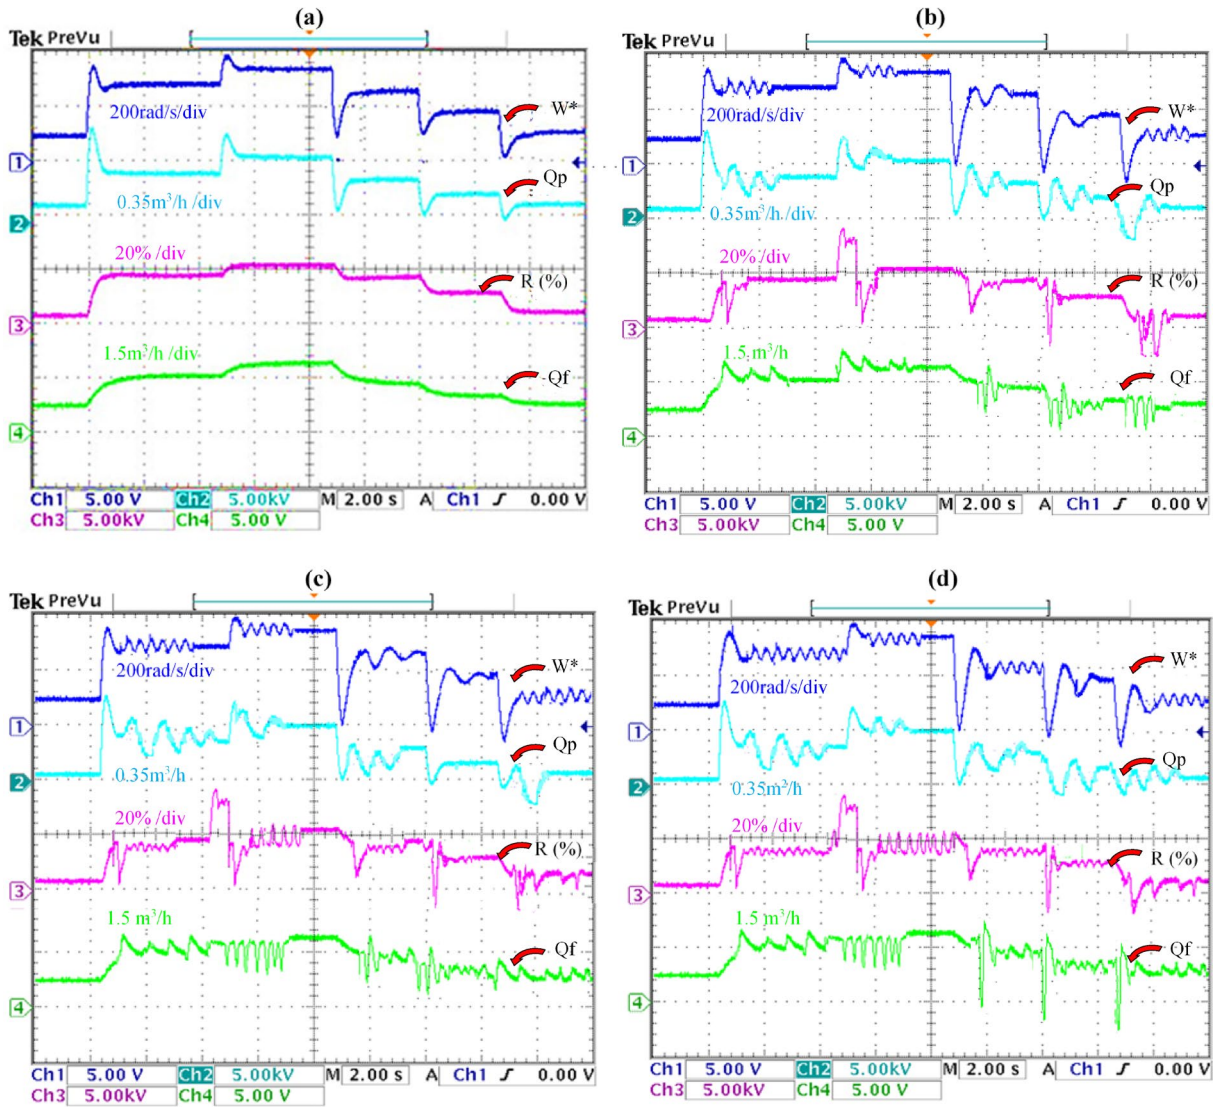 (a)
Tek PreVu
W*
200rad/s/div
1
Qp
0.35m³/h /div
2
20% /div
R (%)
3
1.5m³/h /div
Qf
4
Ch1 5.00 V Ch2 5.00kV M 2.00 s A Ch1 0.00 V
Ch3 5.00kV Ch4 5.00 V
(b)
Tek PreVu
W*
200rad/s/div
1
Qp
0.35m³/h. /div
2
20% /div
R (%)
3
1.5 m³/h
Qf
4
Ch1 5.00 V Ch2 5.00kV M 2.00 s A Ch1 0.00 V
Ch3 5.00kV Ch4 5.00 V
(c)
Tek PreVu
W*
200rad/s/div
1
Qp
0.35m³/h
2
20% /div
R (%)
3
1.5 m³/h
Qf
4
Ch1 5.00 V Ch2 5.00kV M 2.00 s A Ch1 0.00 V
Ch3 5.00kV Ch4 5.00 V
(d)
Tek PreVu
W*
200rad/s/div
1
Qp
0.35m³/h
2
20% /div
R (%)
3
1.5 m³/h
Qf
4
Ch1 5.00 V Ch2 5.00kV M 2.00 s A Ch1 0.00 V
Ch3 5.00kV Ch4 5.00 V